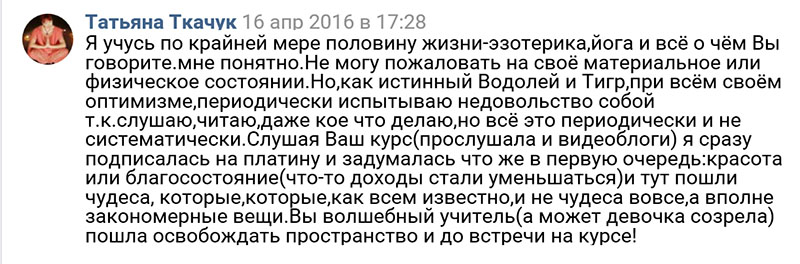 Татьяна Ткачук 16 апр 2016 в 17:28
Я учусь по крайней мере половину жизни-эзотерика,йога и всё о чём Вы
говорите.мне понятно.Не могу пожаловать на своё материальное или
физическое состоянии.Но,как истинный Водолей и Тигр,при всём своём
оптимизме,периодически испытываю недовольство собой
т.к.слушаю,читаю,даже кое что делаю,но всё это периодически и не
систематически.Слушая Ваш курс(прослушала и видеоблоги) я сразу
подписалась на платину и задумалась что же в первую очередь:красота
или благосостояние(что-то доходы стали уменьшаться)и тут пошли
чудеса, которые,которые,как всем известно,и не чудеса вовсе,а вполне
закономерные вещи.Вы волшебный учитель(а может девочка созрела)
пошла освобождать пространство и до встречи на курсе!